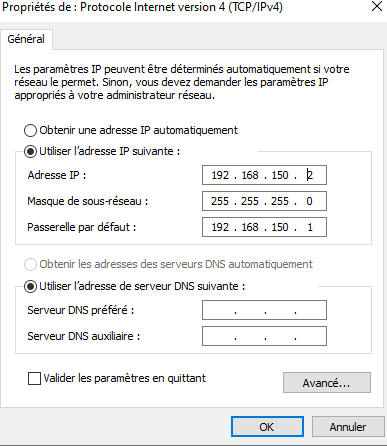 Propriétés de : Protocole Internet version 4 (TCP/IPv4)
Général
Les paramètres IP peuvent être déterminés automatiquement si votre
réseau le permet. Sinon, vous devez demander les paramètres IP
appropriés à votre administrateur réseau.
Obtenir une adresse IP automatiquement
Utiliser l'adresse IP suivante :
Adresse IP : 192 . 168 . 150 . 2
Masque de sous-réseau : 255 . 255 . 255 . 0
Passerelle par défaut : 192 . 168 . 150 . 1
Obtenir les adresses des serveurs DNS automatiquement
Utiliser l'adresse de serveur DNS suivante :
Serveur DNS préféré : . . .
Serveur DNS auxiliaire : . . .
Valider les paramètres en quittant
Avancé...
OK Annuler